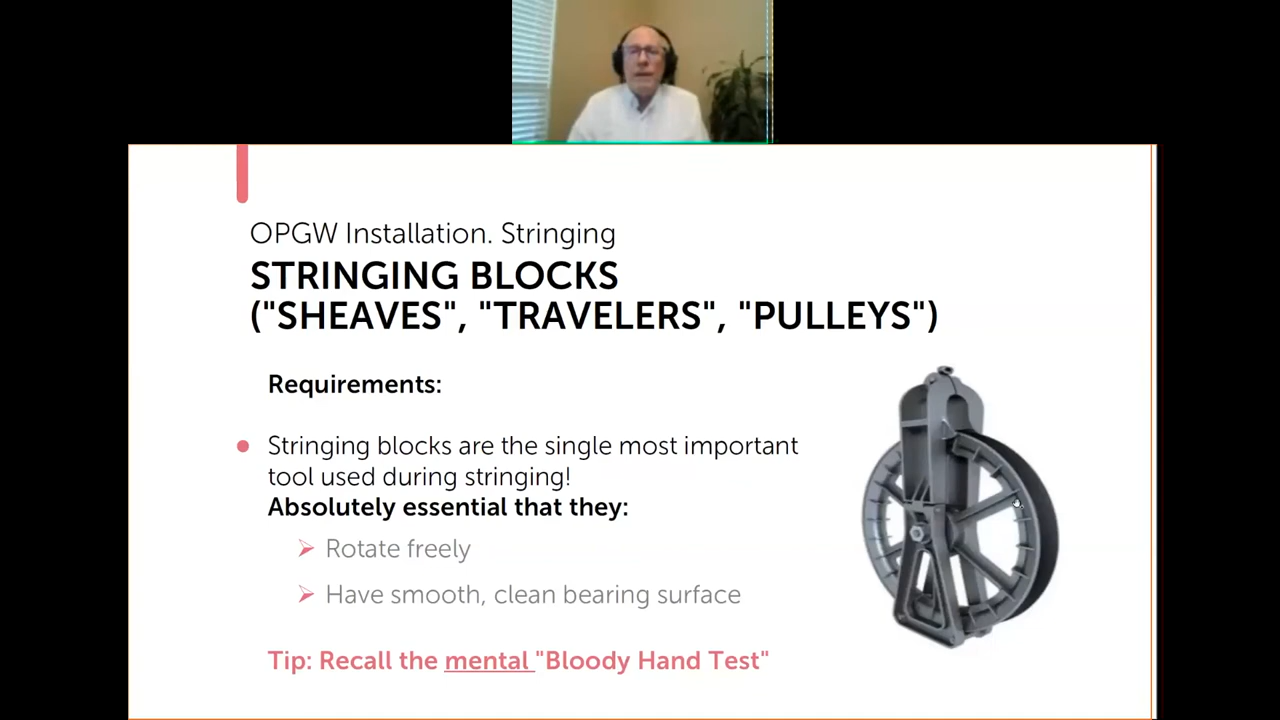 OPGW Installation. Stringing
STRINGING BLOCKS
("SHEAVES", "TRAVELERS", "PULLEYS")
Requirements:
Stringing blocks are the single most important
tool used during stringing!
Absolutely essential that they:
Rotate freely
Have smooth, clean bearing surface
Tip: Recall the mental "Bloody Hand Test"